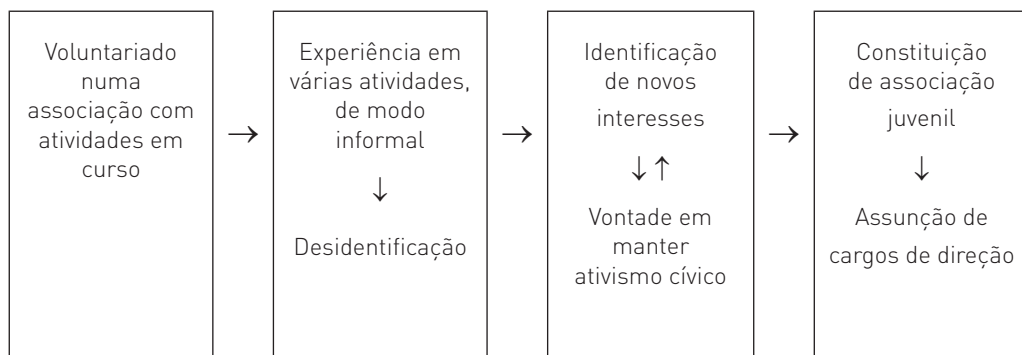 Voluntariado
numa
associação com
atividades em
curso
→
Experiência em
várias atividades,
de modo
informal
↓
Desidentificação
→
Identificação
de novos
interesses
↓↑
Vontade em
manter
ativismo cívico
→
Constituição
de associação
juvenil
↓
Assunção de
cargos de direção